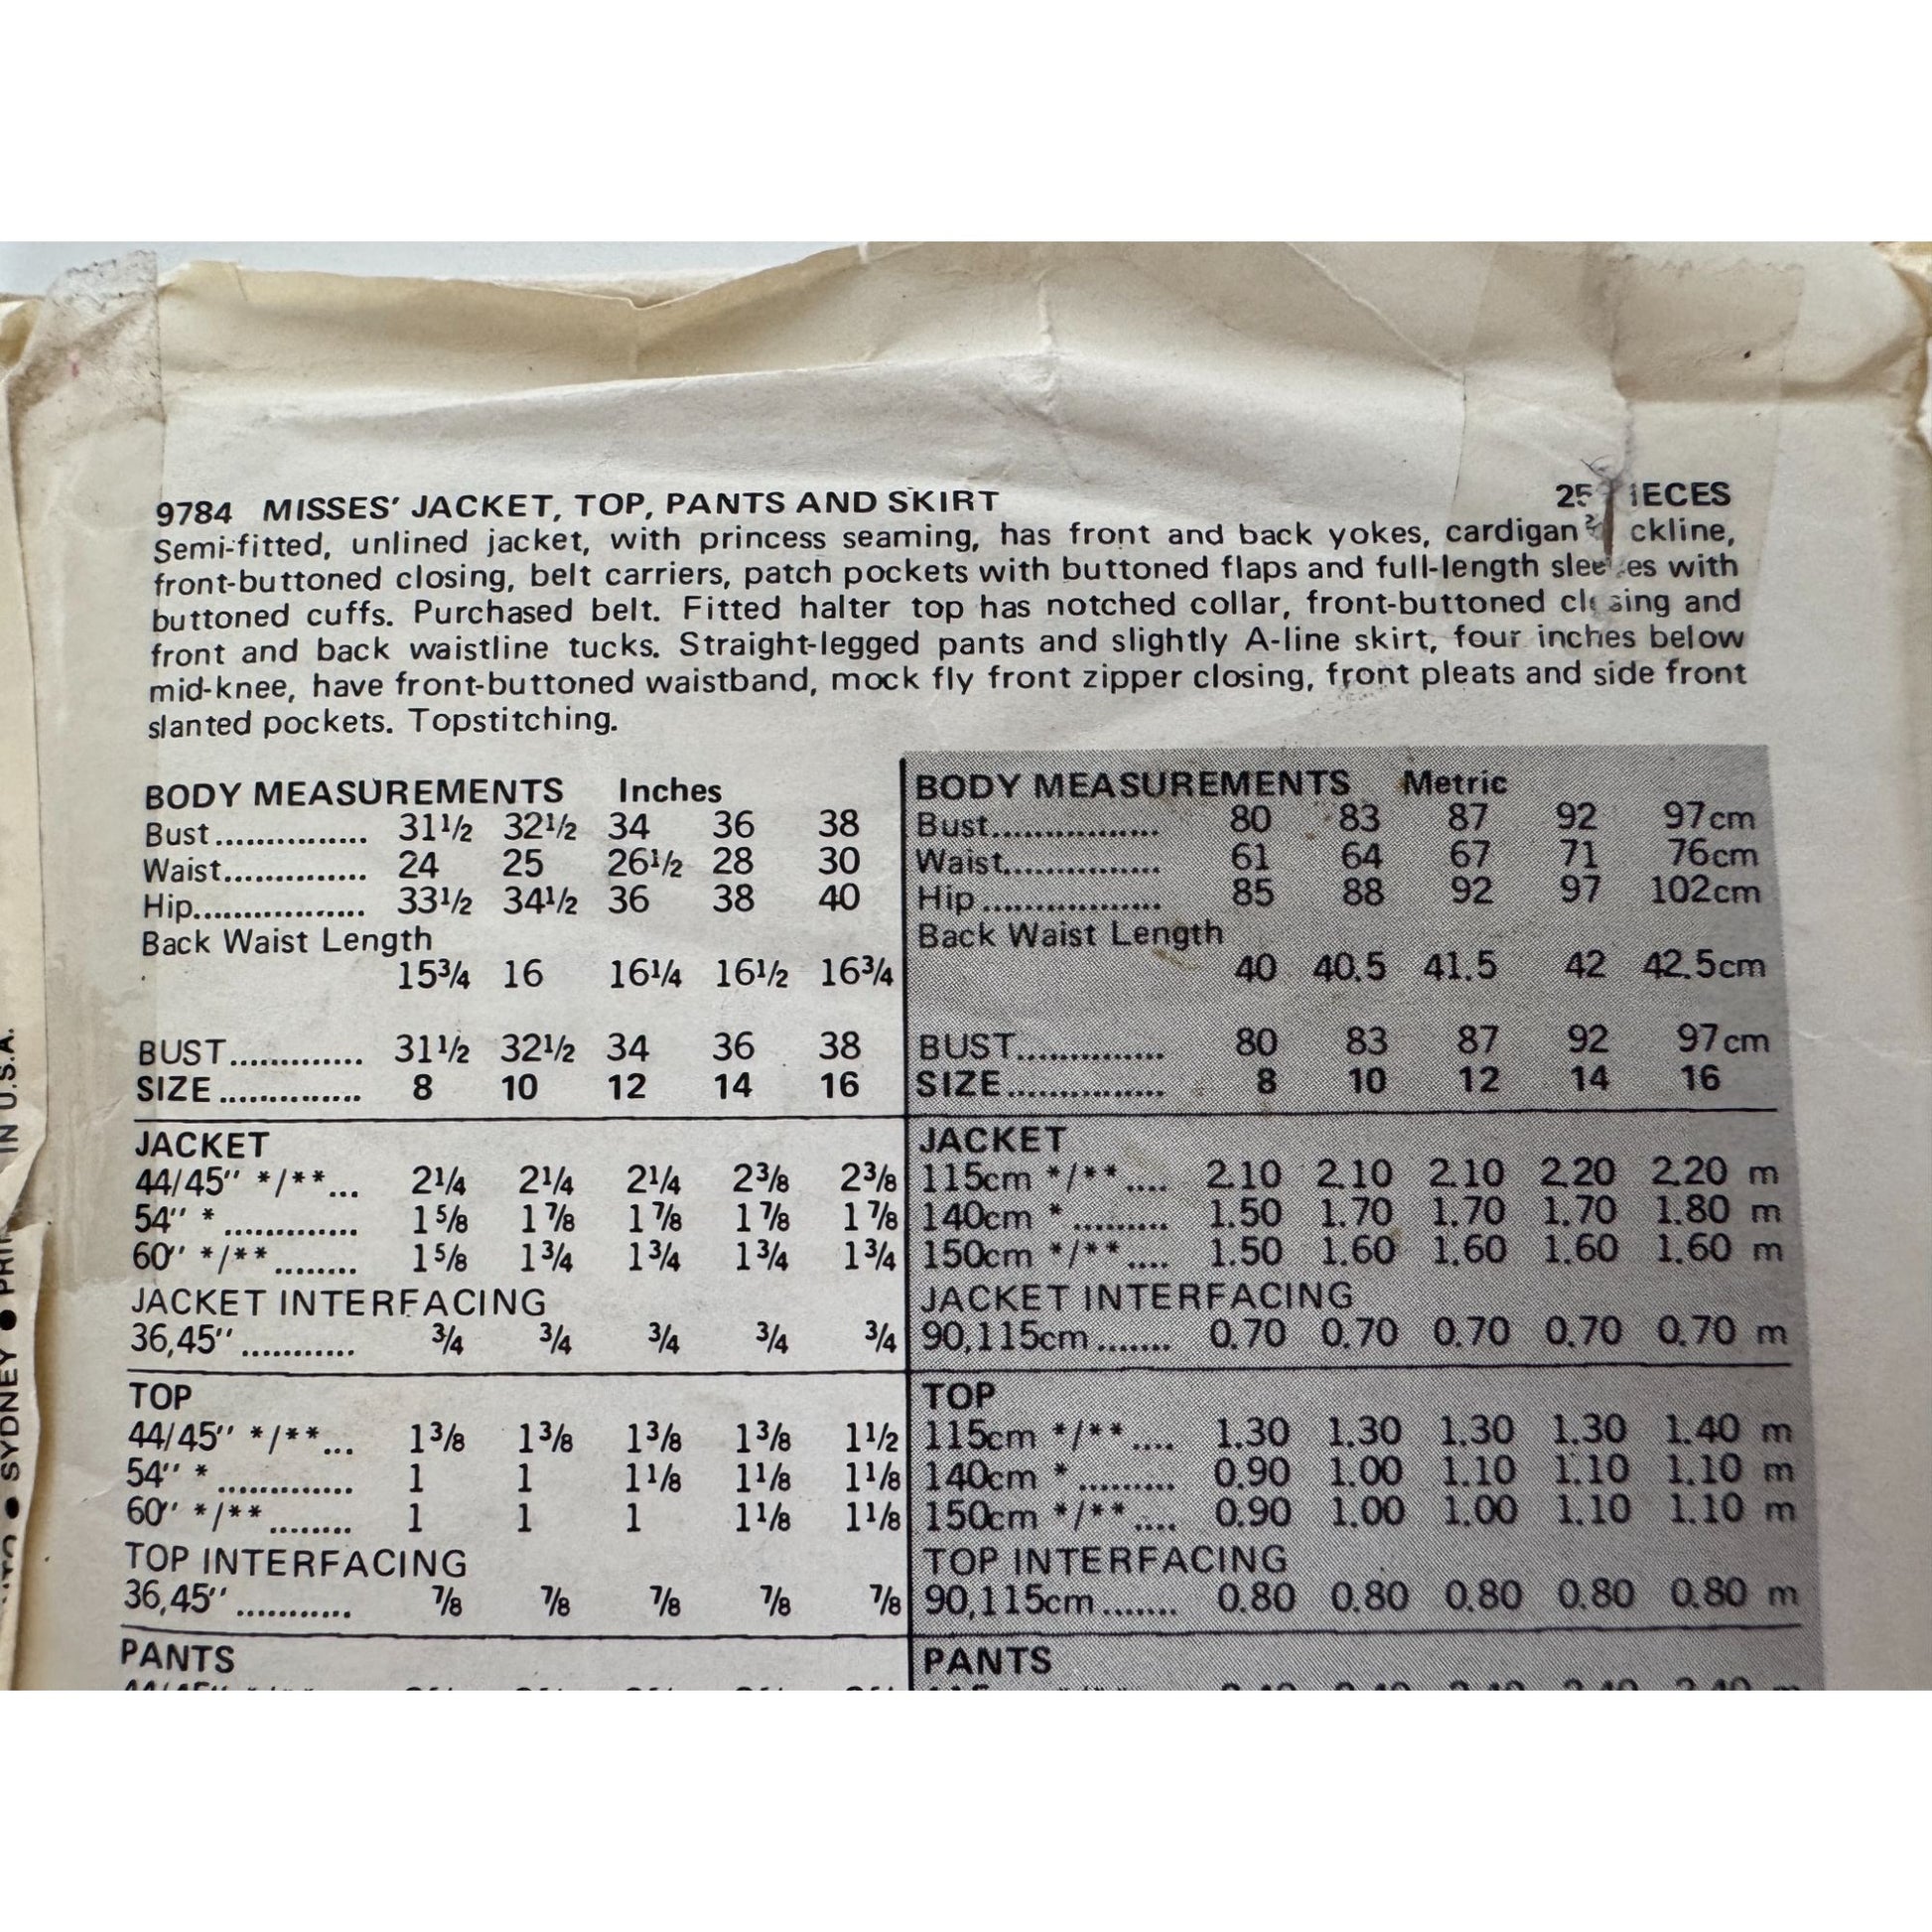 9784 MISSES' JACKET, TOP, PANTS AND SKIRT 25
Semi-fitted, unlined jacket, with princess seaming, has front and back yokes, cardigan ckline,
front-buttoned closing, belt carriers, patch pockets with buttoned flaps and full-length sleeves with
buttoned cuffs. Purchased belt. Fitted halter top has notched collar, front-buttoned closing and
front and back waistline tucks. Straight-legged pants and slightly A-line skirt, four inches below
mid-knee, have front-buttoned waistband, mock fly front zipper closing, front pleats and side front
slanted pockets. Topstitching.
BODY MEASUREMENTS Inches
Bust............... 31½ 32½ 34 36 38
Waist.............. 24 25 26½ 28 30
Hip................. 33½ 34½ 36 38 40
Back Waist Length
15¾ 16 16¼ 16½ 16¾
BUST............. 31½ 32½ 34 36 38
SIZE.............. 8 10 12 14 16
JACKET
44/45'' */**... 2¼ 2¼ 2¼ 2⅜ 2⅜
54'' *............. 1⅝ 1⅞ 1⅞ 1⅞ 1⅞
60'' */**........ 1⅝ 1¾ 1¾ 1¾ 1¾
JACKET INTERFACING
36,45''........... ¾ ¾ ¾ ¾ ¾
TOP
44/45'' */**... 1⅜ 1⅜ 1⅜ 1⅜ 1½
54'' *............. 1 1 1⅛ 1⅛ 1⅛
60'' */**........ 1 1 1 1⅛ 1⅛
TOP INTERFACING
36,45''........... ⅞ ⅞ ⅞ ⅞ ⅞
PANTS
BODY MEASUREMENTS Metric
Bust................. 80 83 87 92 97cm
Waist................ 61 64 67 71 76cm
Hip.................. 85 88 92 97 102cm
Back Waist Length
40 40.5 41.5 42 42.5cm
BUST............... 80 83 87 92 97cm
SIZE................ 8 10 12 14 16
JACKET
115cm */**.... 2.10 2.10 2.10 2.20 2.20 m
140cm *......... 1.50 1.70 1.70 1.70 1.80 m
150cm */**.... 1.50 1.60 1.60 1.60 1.60 m
JACKET INTERFACING
90,115cm....... 0.70 0.70 0.70 0.70 0.70 m
TOP
115cm */**.... 1.30 1.30 1.30 1.30 1.40 m
140cm *......... 0.90 1.00 1.10 1.10 1.10 m
150cm */**.... 0.90 1.00 1.00 1.10 1.10 m
TOP INTERFACING
90,115cm....... 0.80 0.80 0.80 0.80 0.80 m
PANTS
● SYDNEY ● IN U.S.A.